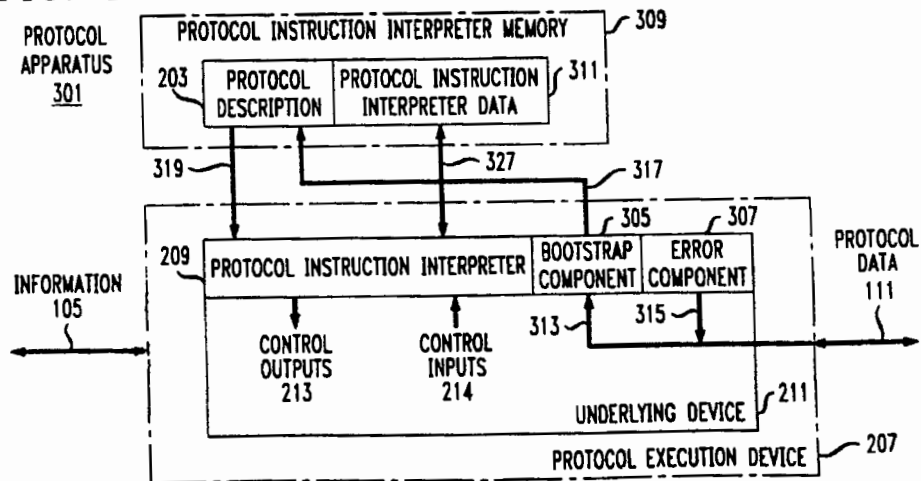 PROTOCOL INSTRUCTION INTERPRETER MEMORY
309
PROTOCOL
APPARATUS
301
203
PROTOCOL
DESCRIPTION
PROTOCOL INSTRUCTION
INTERPRETER DATA
311
319
327
317
305
307
209
PROTOCOL INSTRUCTION INTERPRETER
BOOTSTRAP
COMPONENT
ERROR
COMPONENT
PROTOCOL
DATA
111
INFORMATION
105
313
315
CONTROL
OUTPUTS
213
CONTROL
INPUTS
214
UNDERLYING DEVICE
211
PROTOCOL EXECUTION DEVICE
207